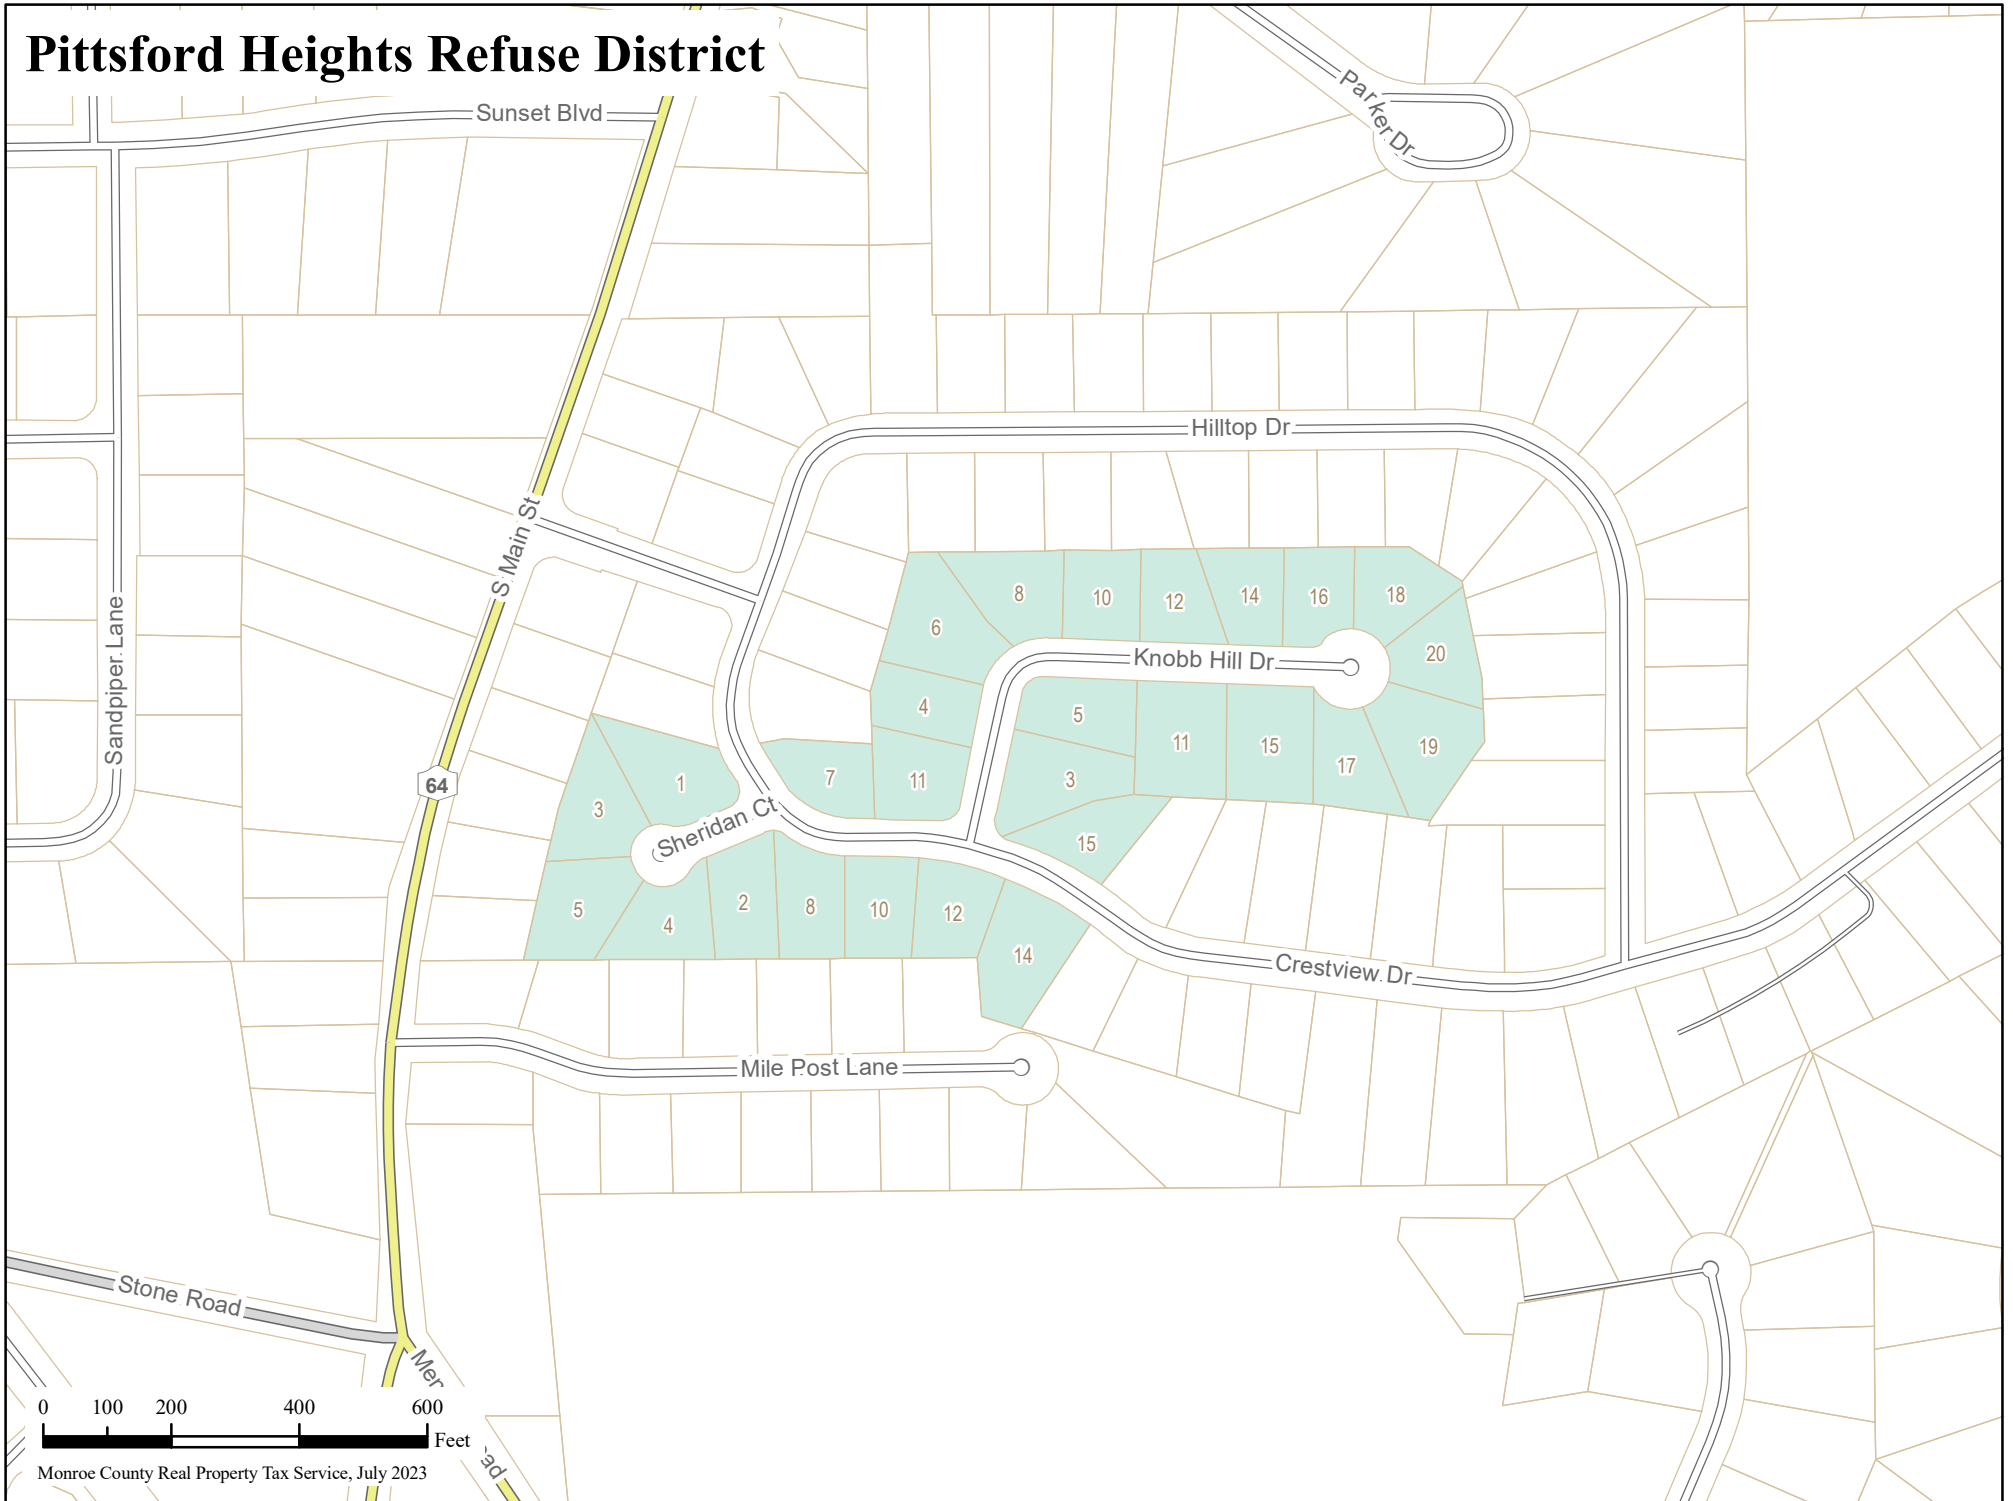 Pittsford Heights Refuse District
Sunset Blvd
Parker Dr
Hilltop Dr
S Main St
Sandpiper Lane
8
10
12
14
16
18
6
20
Knobb Hill Dr
4
5
11
15
19
17
7
11
3
1
3
64
Sheridan Ct
15
5
4
2
8
10
12
14
Crestview Dr
Mile Post Lane
Stone Road
0 100 200 400 600
Feet
Monroe County Real Property Tax Service, July 2023